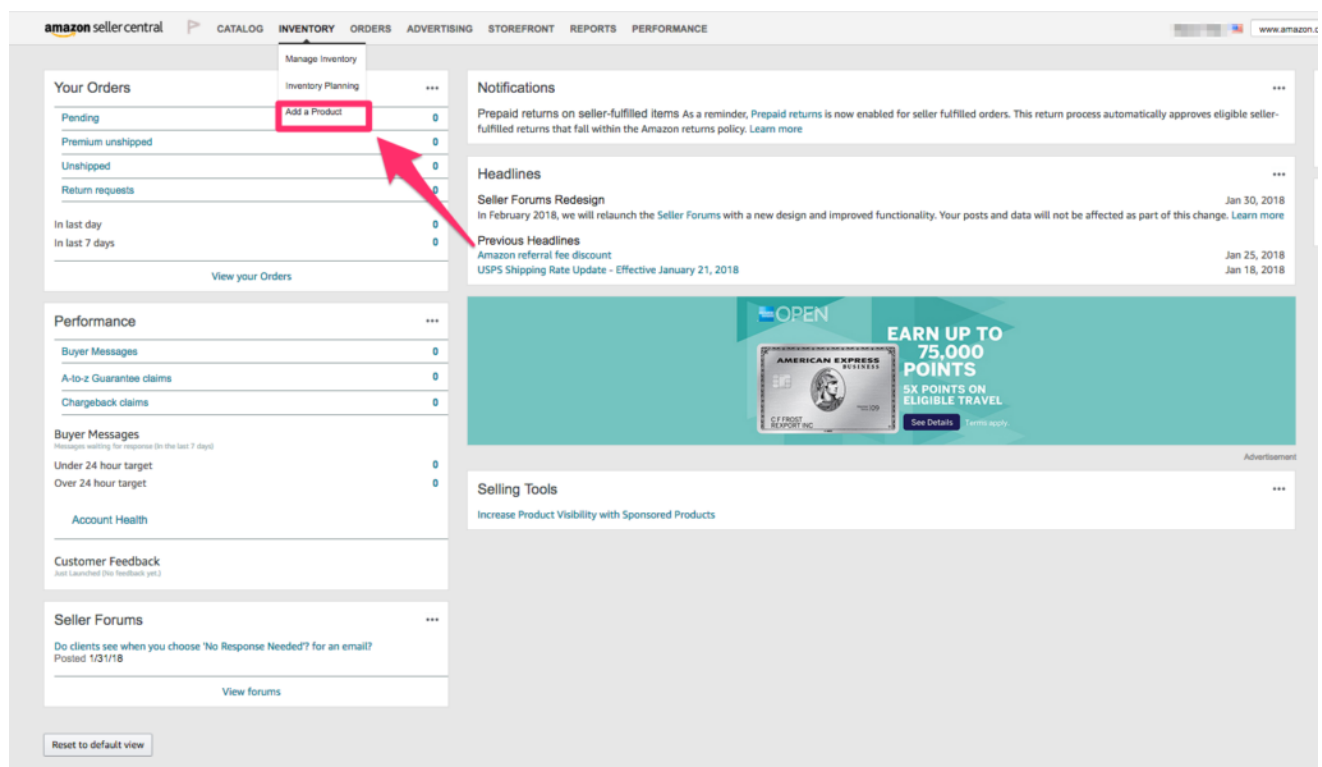 amazon seller central CATALOG INVENTORY ORDERS ADVERTISING STOREFRONT REPORTS PERFORMANCE www.amazon.c
Manage Inventory
Inventory Planning
Add a Product
Your Orders
Pending 0
Premium unshipped 0
Unshipped 0
Return requests 0
In last day 0
In last 7 days 0
View your Orders
Performance
Buyer Messages 0
A-to-z Guarantee claims 0
Chargeback claims 0
Buyer Messages
Messages waiting for response (in the last 7 days)
Under 24 hour target 0
Over 24 hour target 0
Account Health
Customer Feedback
Just Launched (No feedback yet.)
Seller Forums
Do clients see when you choose 'No Response Needed'? for an email?
Posted 1/31/18
View forums
Reset to default view
Notifications
Prepaid returns on seller-fulfilled items As a reminder, Prepaid returns is now enabled for seller fulfilled orders. This return process automatically approves eligible seller-
fulfilled returns that fall within the Amazon returns policy. Learn more
Headlines
Seller Forums Redesign Jan 30, 2018
In February 2018, we will relaunch the Seller Forums with a new design and improved functionality. Your posts and data will not be affected as part of this change. Learn more
Previous Headlines
Amazon referral fee discount Jan 25, 2018
USPS Shipping Rate Update - Effective January 21, 2018 Jan 18, 2018
OPEN
AMERICAN EXPRESS
BUSINESS
C F FROST
REXPORT INC
EARN UP TO
75,000
POINTS
5X POINTS ON
ELIGIBLE TRAVEL
See Details Terms apply.
Advertisement
Selling Tools
Increase Product Visibility with Sponsored Products